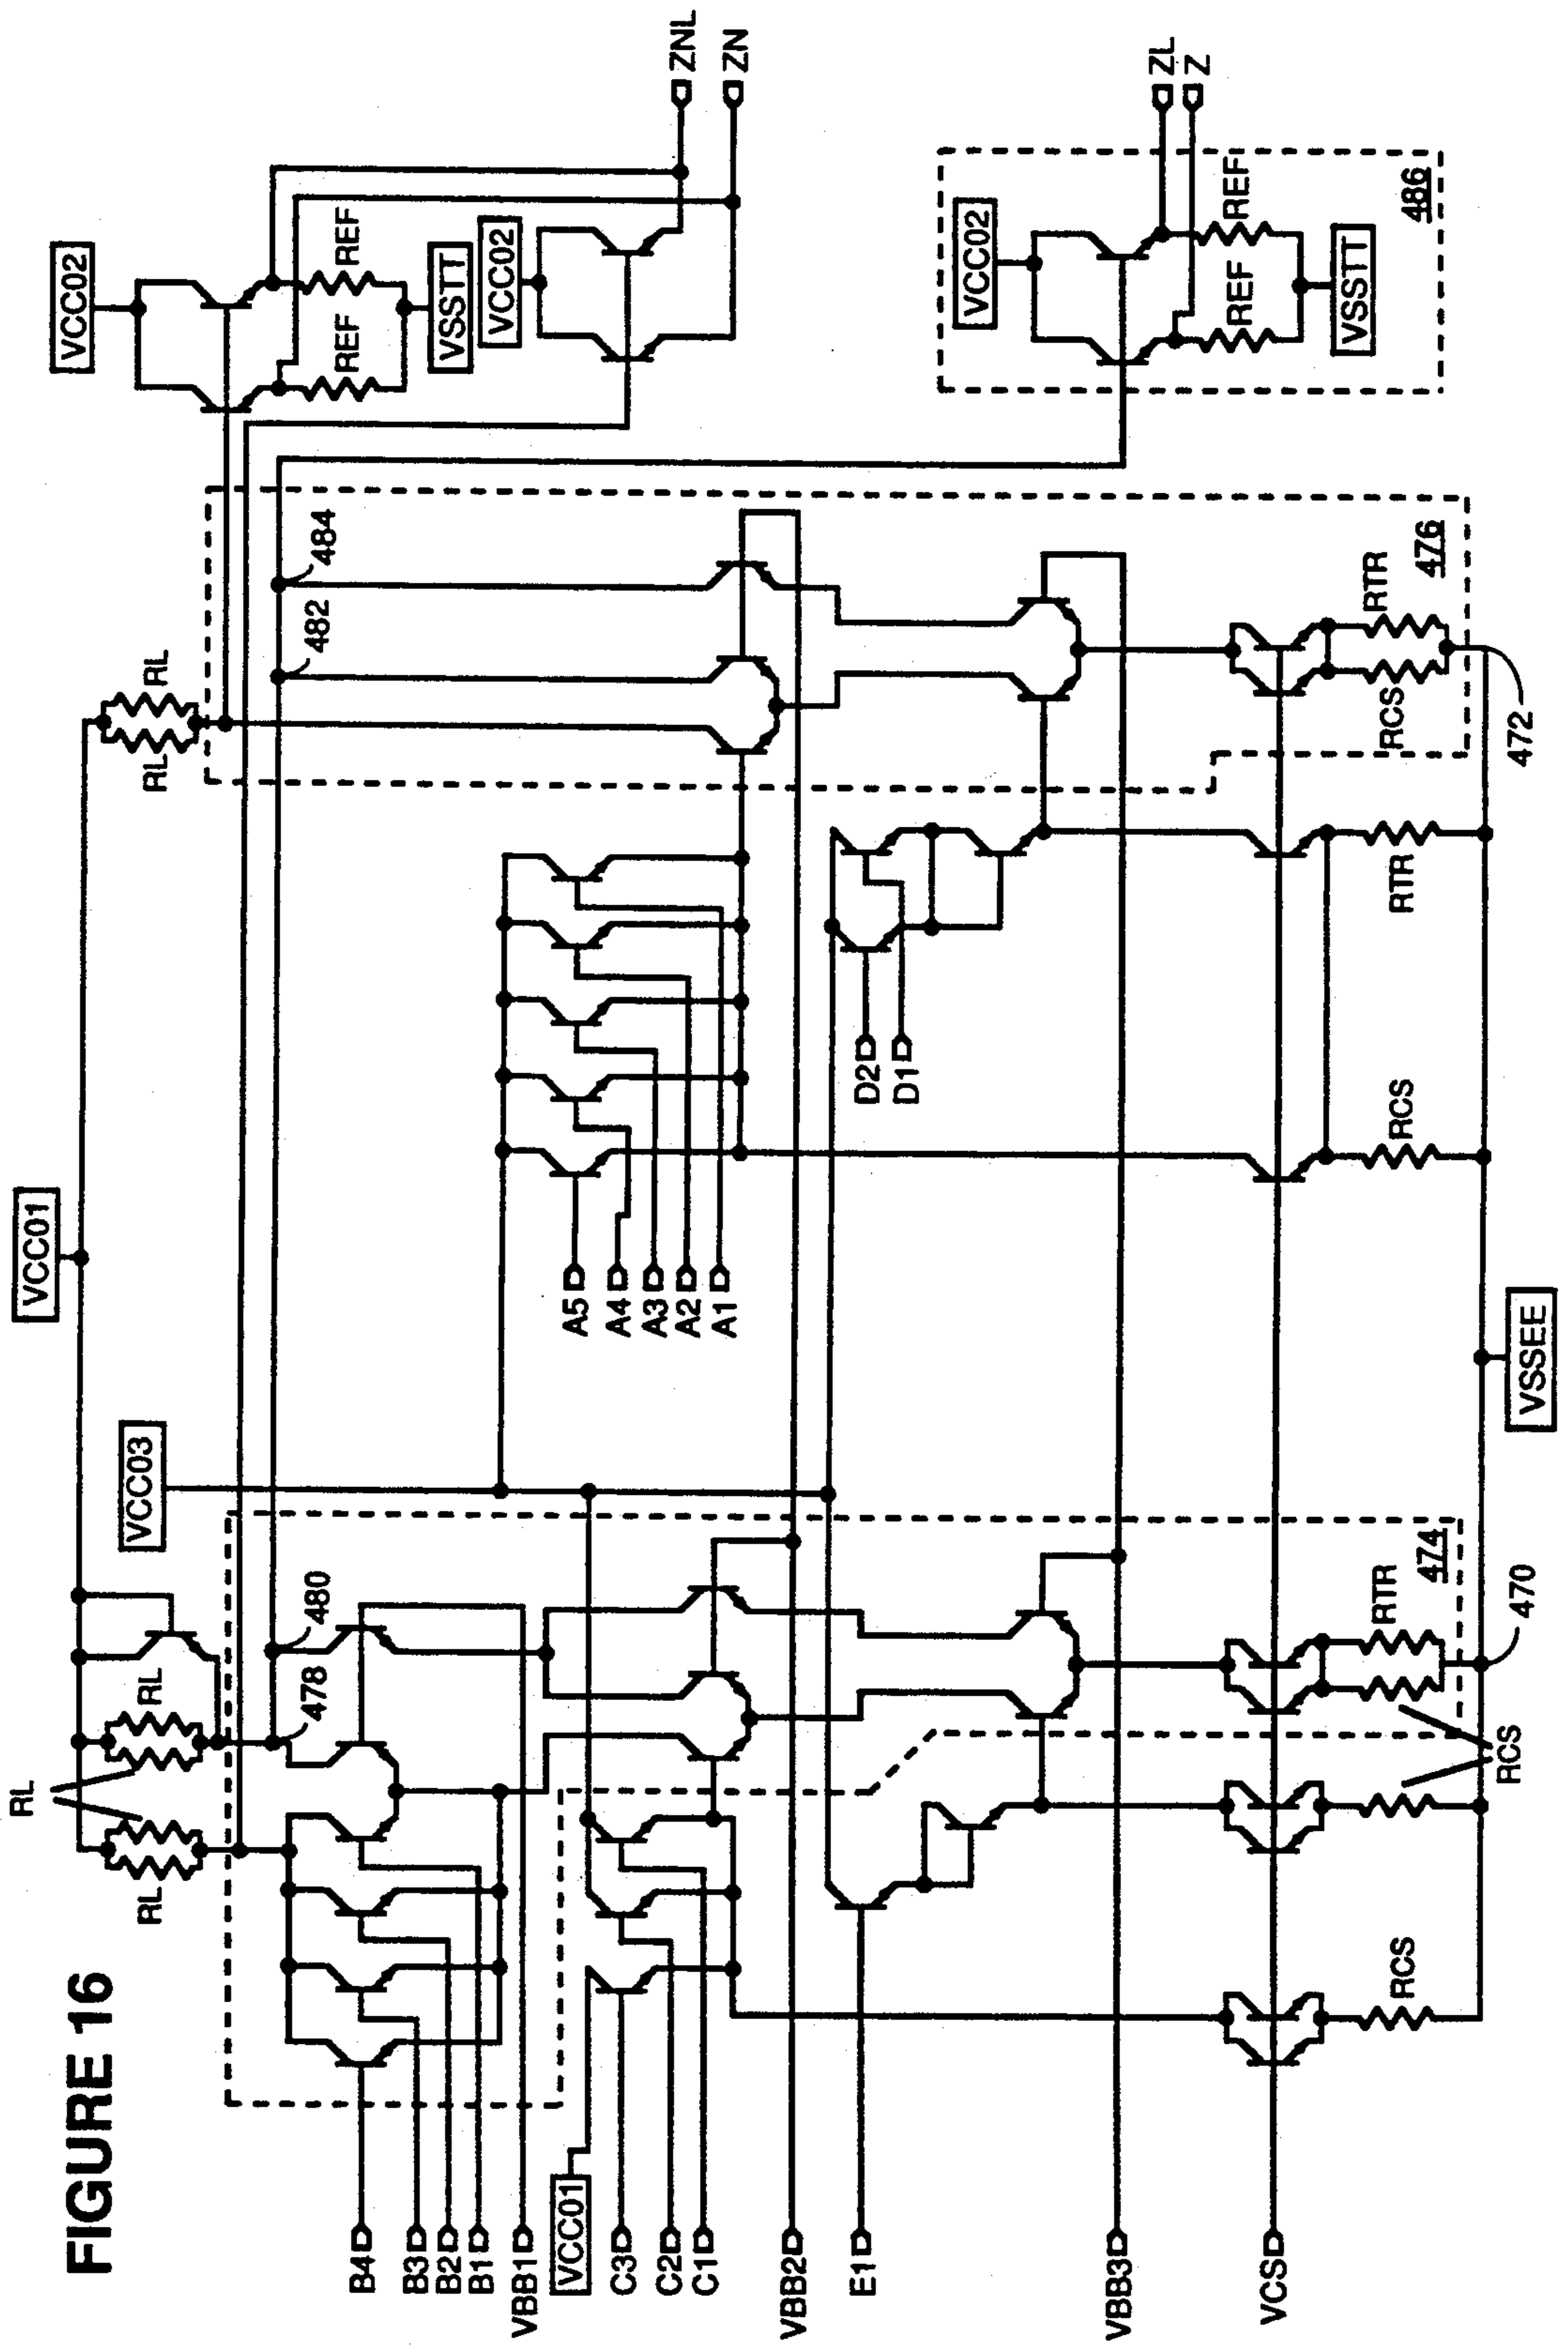 FIGURE 16
VCC01
VCC03
VCC02
VCC02
VCC02
RL
RL
RL
RL
RL
478
480
482
484
REF
REF
VSSTT
REF
REF
VSSTT
486
ZNL
ZN
ZL
Z
B4
B3
B2
B1
VBB1
VCC01
C3
C2
C1
VBB2
E1
VBB3
VCS
A5
A4
A3
A2
A1
D2
D1
RCS
RCS
RTR
474
470
RCS
RTR
RCS
RTR
476
472
VSSEE